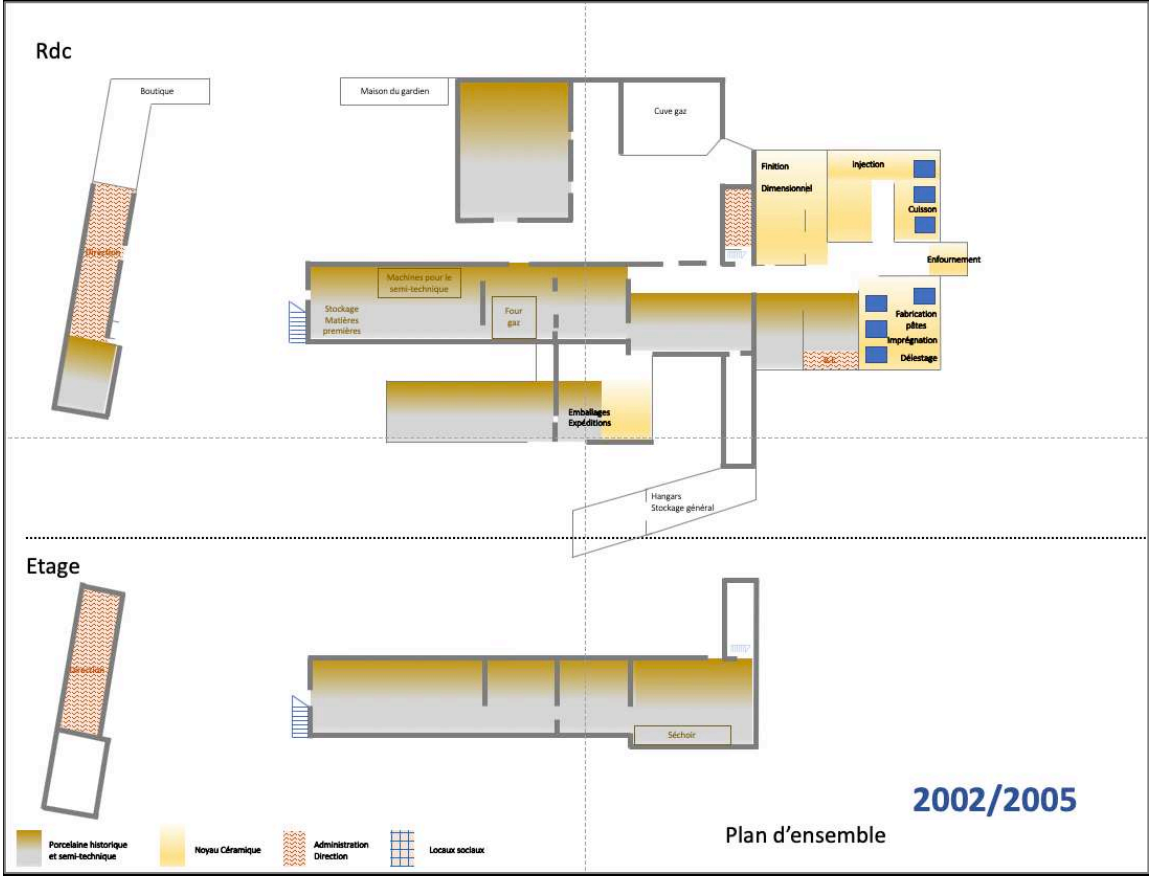 Rdc
Boutique
Maison du gardien
Cuve gaz
Finition
Dimensionnel
injection
Cuisson
Enfournement
Direction
Machines pour le
semi-technique
Stockage
Matières
premières
Four
gaz
Fabrication
pâtes
Imprégnation
Délestage
Emballages
Expéditions
Hangars
Stockage général
Etage
Direction
Séchoir
2002/2005
Plan d’ensemble
Porcelaine historique
et semi-technique
Noyau Céramique
Administration
Direction
Locaux sociaux